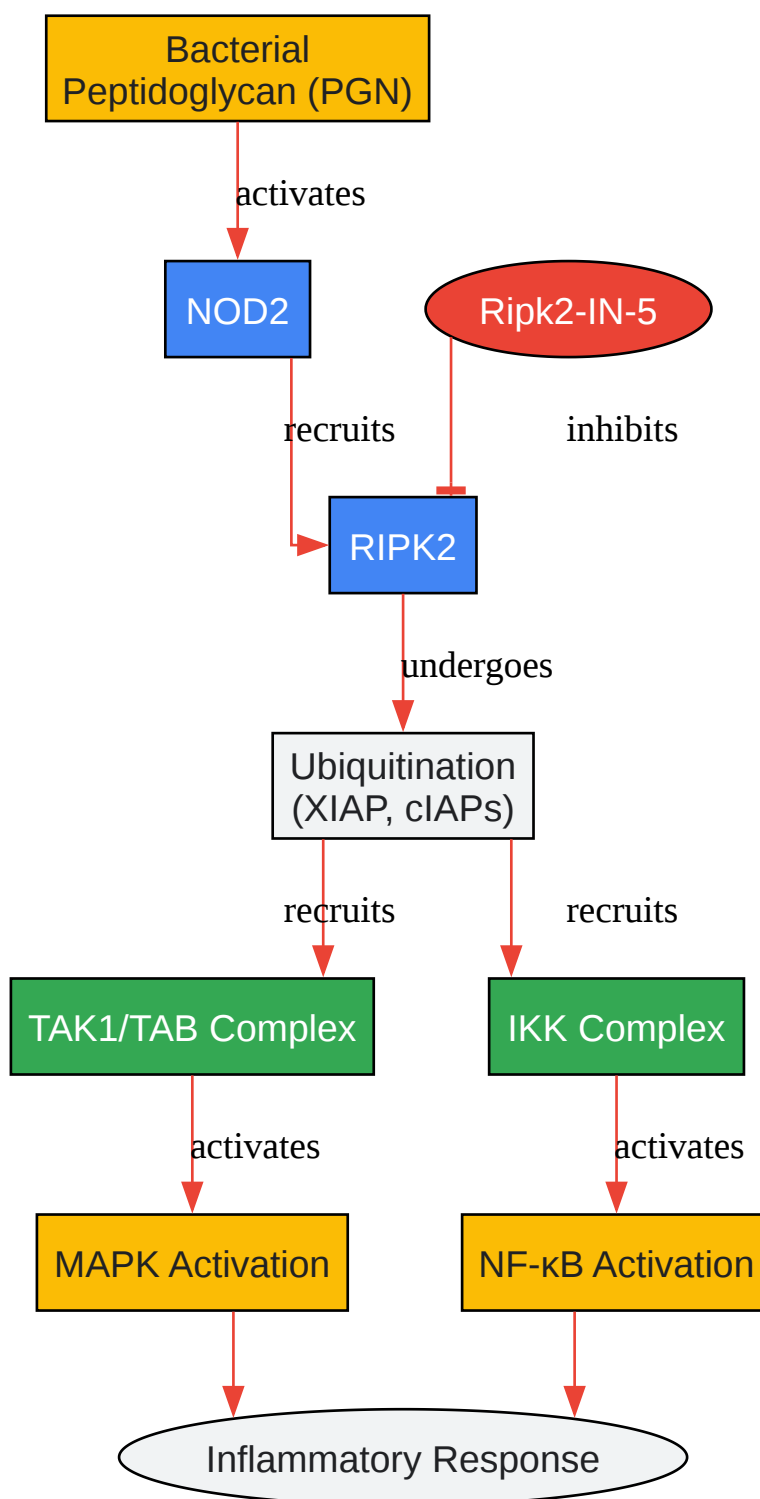 Bacterial
Peptidoglycan (PGN)
activates
NOD2
Ripk2-IN-5
recruits
inhibits
RIPK2
undergoes
Ubiquitination
(XIAP, cIAPs)
recruits
recruits
TAK1/TAB Complex
IKK Complex
activates
activates
MAPK Activation
NF-κB Activation
Inflammatory Response